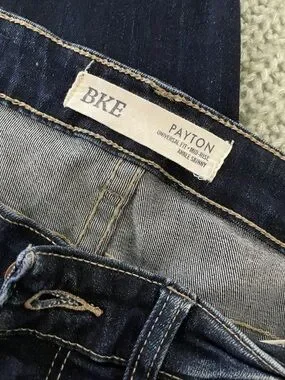 BKE
PAYTON
UNIVERSAL FIT • MID-RISE
ANKLE SKINNY